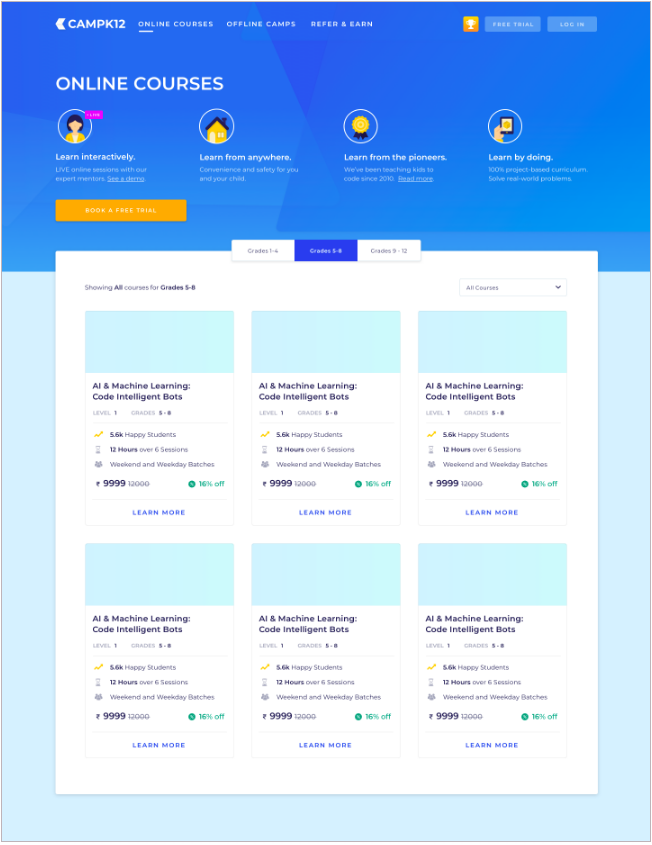 CAMPK12 ONLINE COURSES OFFLINE CAMPS REFER & EARN FREE TRIAL LOG IN
ONLINE COURSES
LIVE
Learn interactively.
LIVE online sessions with our
expert mentors. See a demo.
Learn from anywhere.
Convenience and safety for you
and your child.
Learn from the pioneers.
We've been teaching kids to
code since 2010. Read more.
Learn by doing.
100% project-based curriculum.
Solve real-world problems.
BOOK A FREE TRIAL
Grades 1-4 Grades 5-8 Grades 9 - 12
Showing All courses for Grades 5-8 All Courses
AI & Machine Learning:
Code Intelligent Bots
LEVEL 1 GRADES 5 - 8
5.6k Happy Students
12 Hours over 6 Sessions
Weekend and Weekday Batches
₹ 9999 12000 16% off
LEARN MORE
AI & Machine Learning:
Code Intelligent Bots
LEVEL 1 GRADES 5 - 8
5.6k Happy Students
12 Hours over 6 Sessions
Weekend and Weekday Batches
₹ 9999 12000 16% off
LEARN MORE
AI & Machine Learning:
Code Intelligent Bots
LEVEL 1 GRADES 5 - 8
5.6k Happy Students
12 Hours over 6 Sessions
Weekend and Weekday Batches
₹ 9999 12000 16% off
LEARN MORE
AI & Machine Learning:
Code Intelligent Bots
LEVEL 1 GRADES 5 - 8
5.6k Happy Students
12 Hours over 6 Sessions
Weekend and Weekday Batches
₹ 9999 12000 16% off
LEARN MORE
AI & Machine Learning:
Code Intelligent Bots
LEVEL 1 GRADES 5 - 8
5.6k Happy Students
12 Hours over 6 Sessions
Weekend and Weekday Batches
₹ 9999 12000 16% off
LEARN MORE
AI & Machine Learning:
Code Intelligent Bots
LEVEL 1 GRADES 5 - 8
5.6k Happy Students
12 Hours over 6 Sessions
Weekend and Weekday Batches
₹ 9999 12000 16% off
LEARN MORE